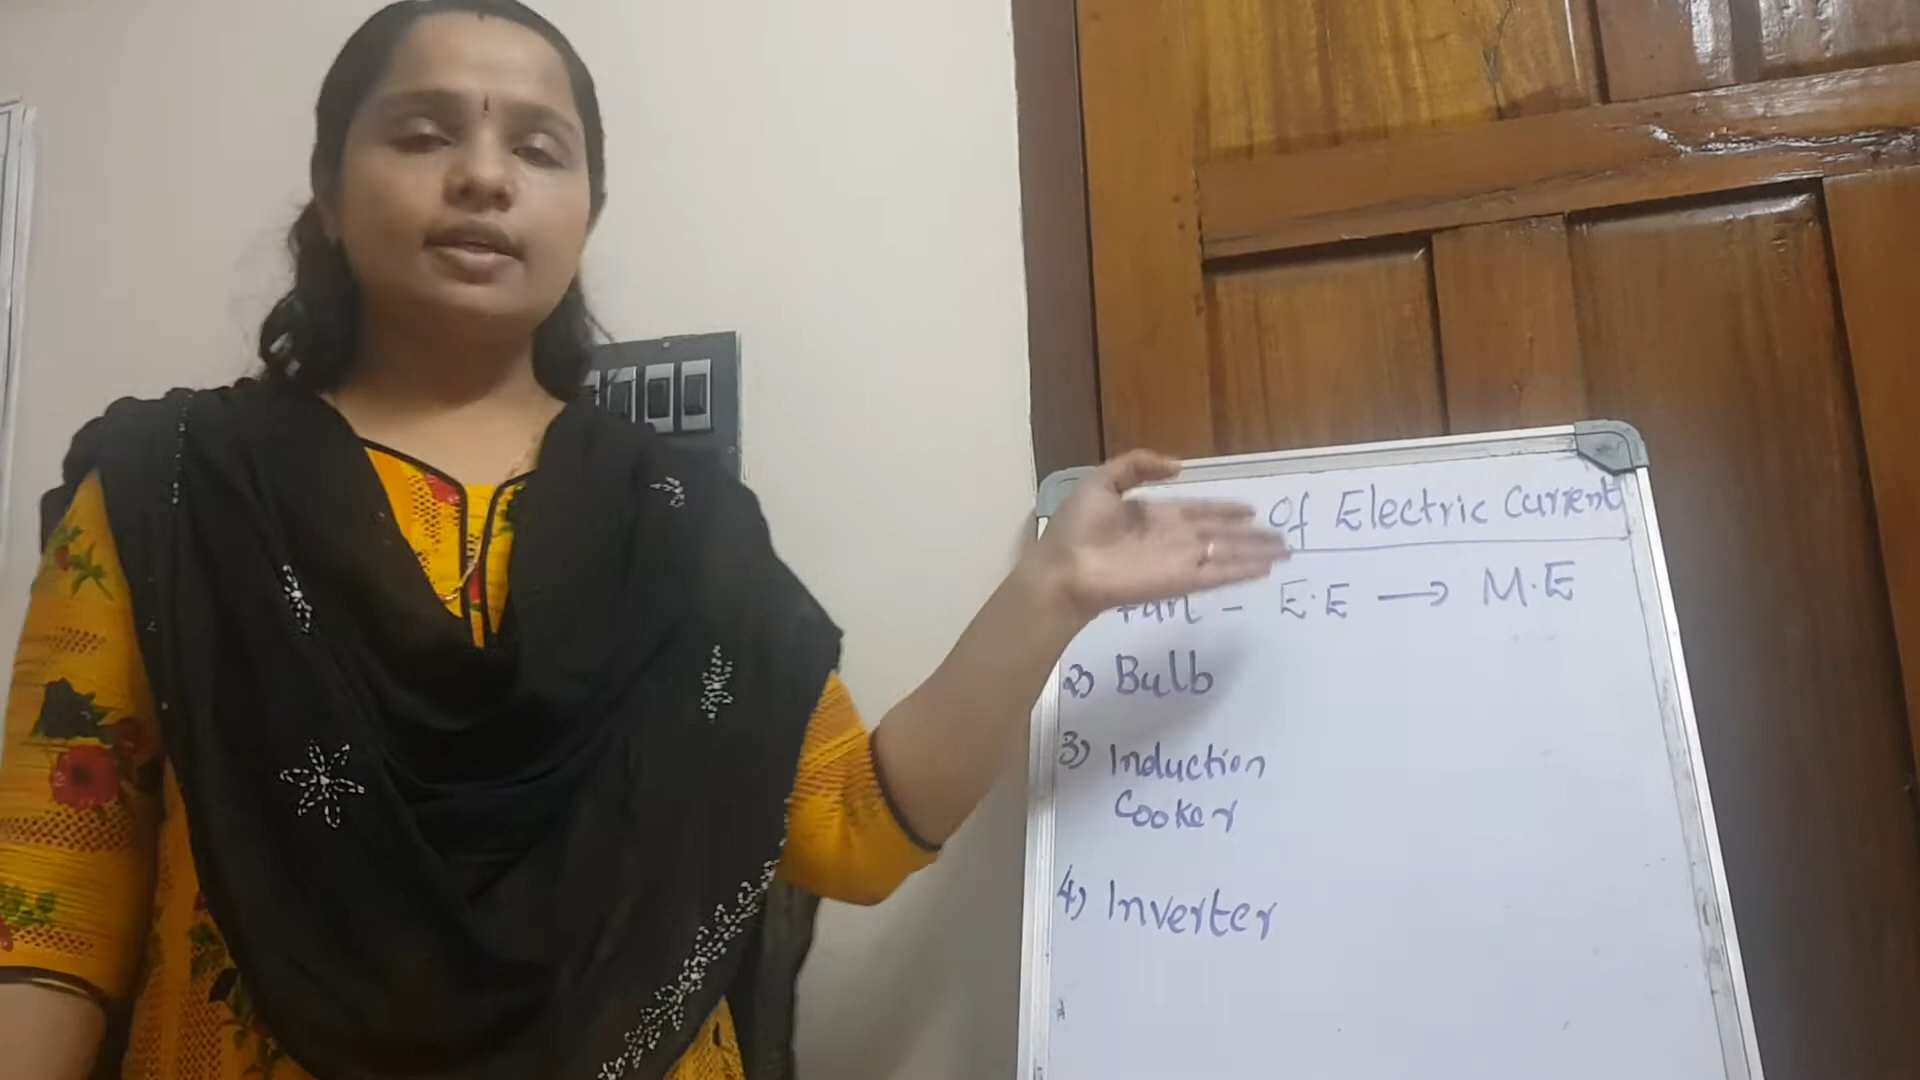 Of Electric Current
Fan - E.E → M.E
2) Bulb
3) Induction
Cooker
4) Inverter